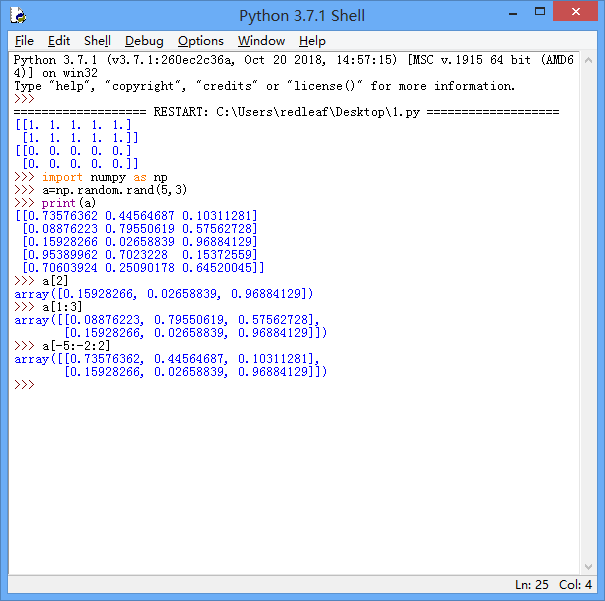 Python 3.7.1 Shell
File Edit Shell Debug Options Window Help
Python 3.7.1 (v3.7.1:260ec2c36a, Oct 20 2018, 14:57:15) [MSC v.1915 64 bit (AMD6
4)] on win32
Type "help", "copyright", "credits" or "license()" for more information.
>>>
=================== RESTART: C:\Users\redleaf\Desktop\1.py ===================
[[1. 1. 1. 1. 1.]
 [1. 1. 1. 1. 1.]]
[[0. 0. 0. 0. 0.]
 [0. 0. 0. 0. 0.]]
>>> import numpy as np
>>> a=np.random.rand(5,3)
>>> print(a)
[[0.73576362 0.44564687 0.10311281]
 [0.08876223 0.79550619 0.57562728]
 [0.15928266 0.02658839 0.96884129]
 [0.95389962 0.7023228  0.15372559]
 [0.70603924 0.25090178 0.64520045]]
>>> a[2]
array([0.15928266, 0.02658839, 0.96884129])
>>> a[1:3]
array([[0.08876223, 0.79550619, 0.57562728],
       [0.15928266, 0.02658839, 0.96884129]])
>>> a[-5:-2:2]
array([[0.73576362, 0.44564687, 0.10311281],
       [0.15928266, 0.02658839, 0.96884129]])
>>>
Ln: 25 Col: 4